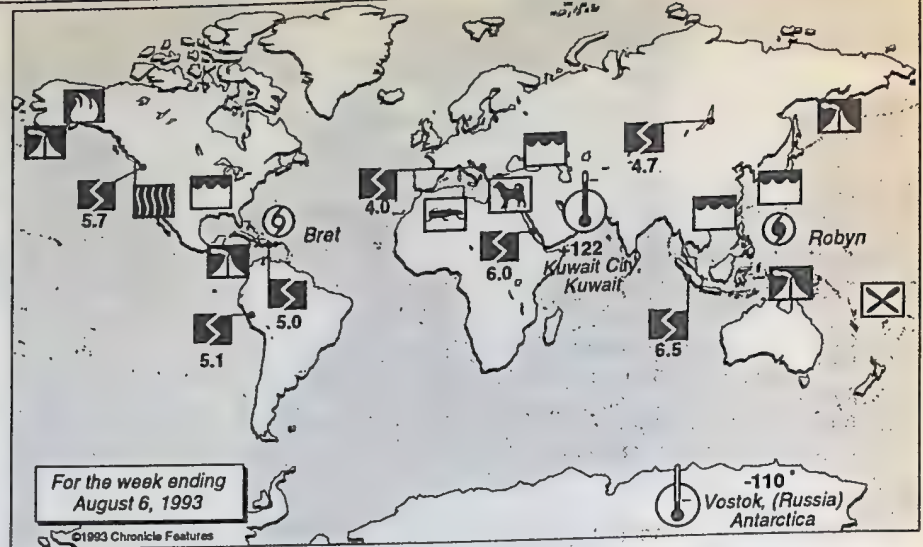 5.7
Bret
5.0
5.1
4.0
6.0
+122
Kuwait City,
Kuwait
4.7
6.5
Robyn
For the week ending
August 6, 1993
©1993 Chronicle Features
-110°
Vostok, (Russia)
Antarctica